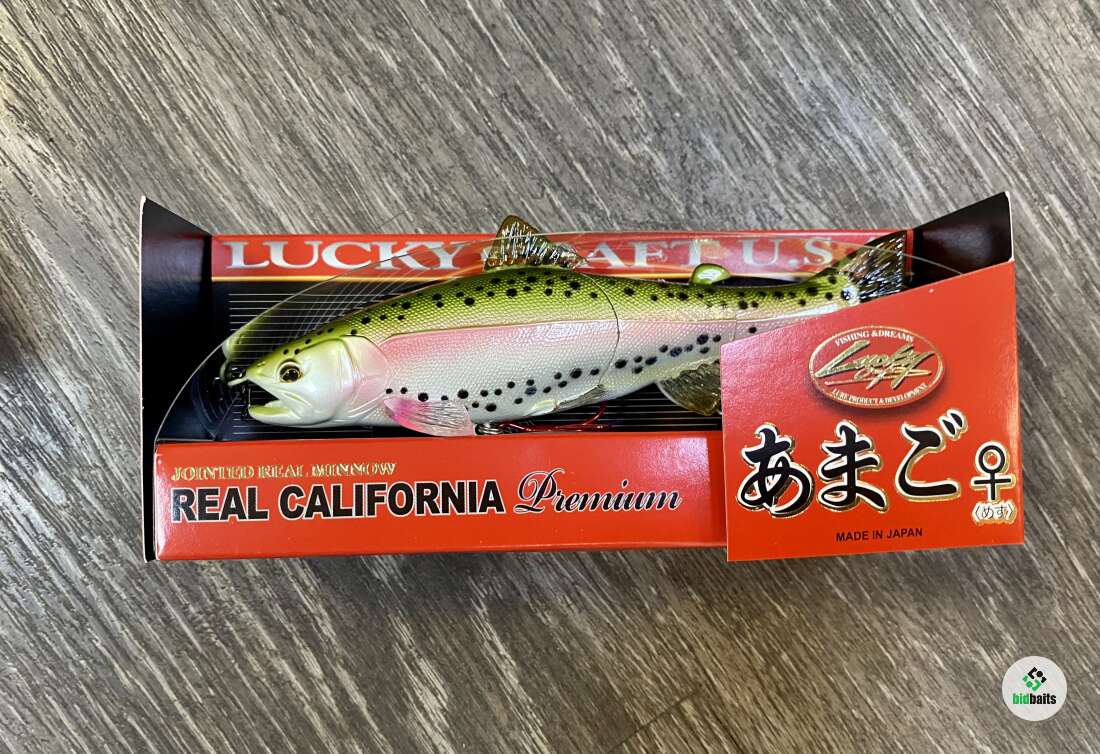 LUCKY CRAFT U.S.
JOINTED REAL MINNOW
REAL CALIFORNIA Premium
FISHING & DREAMS
Lucky Craft
LURE PRODUCT & DEVELOPMENT
あまご♀
〈めす〉
MADE IN JAPAN
bidbaits